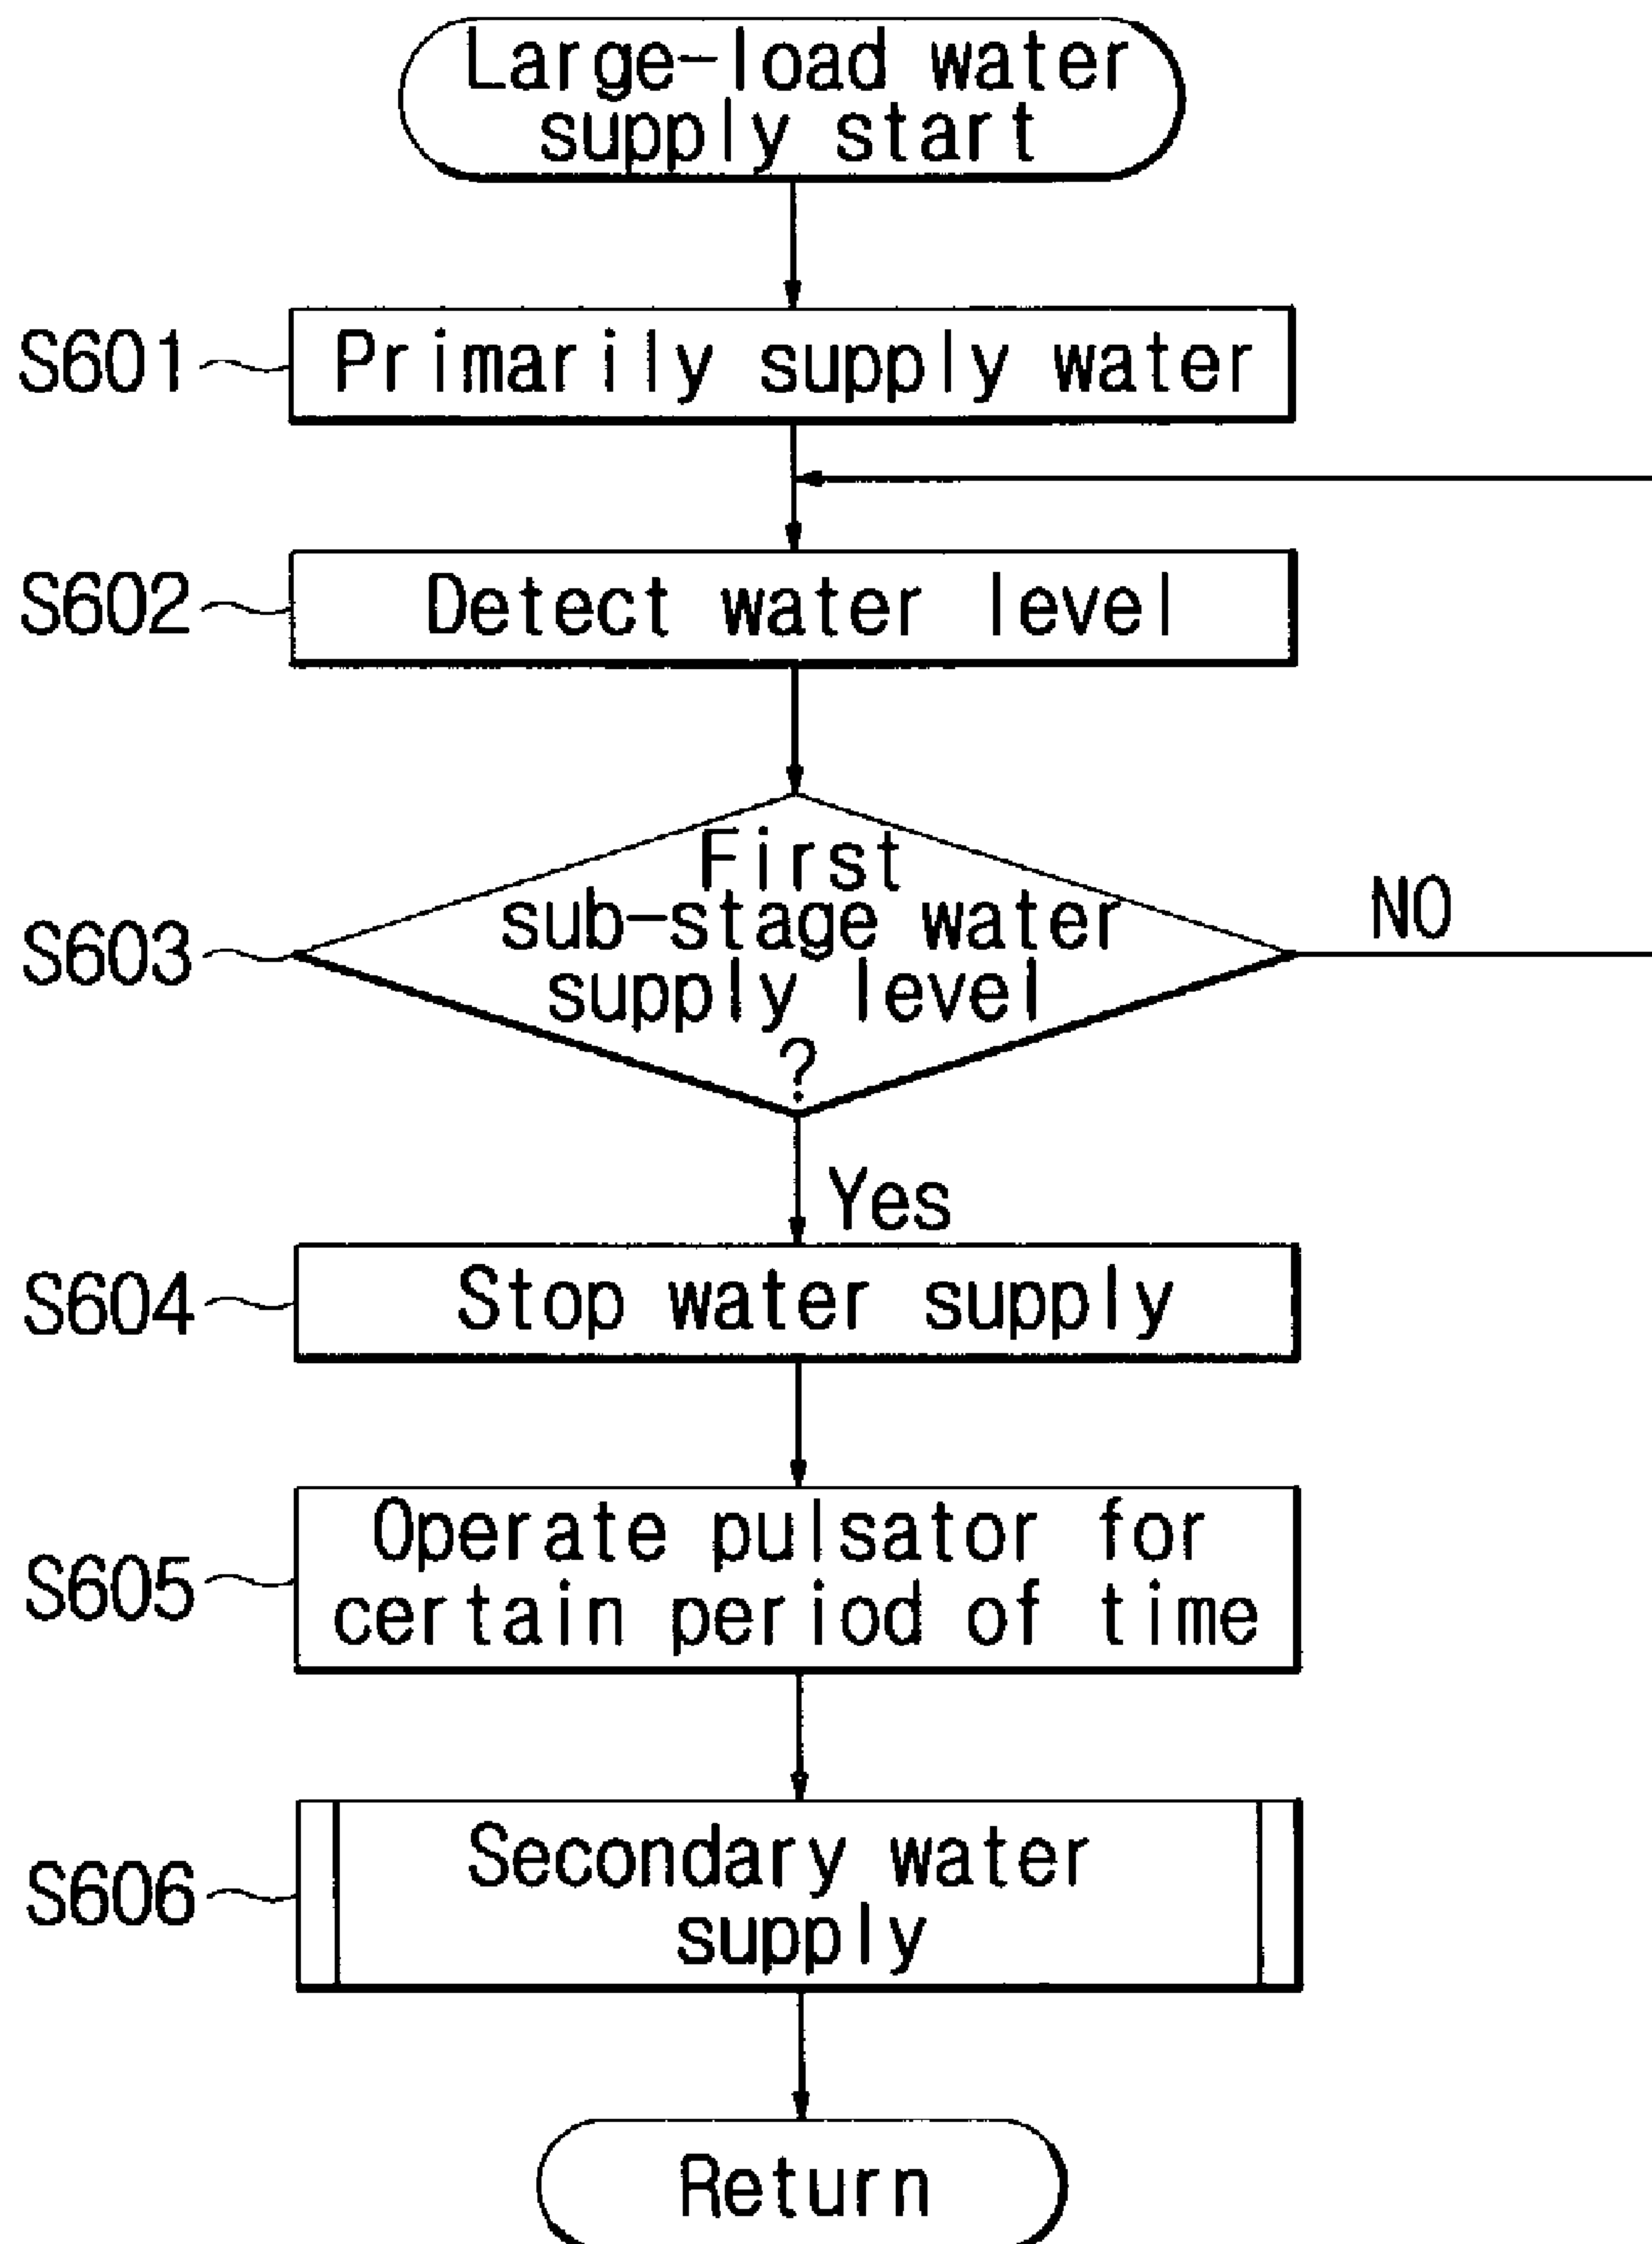 Large-load water
supply start
S601
Primarily supply water
S602
Detect water level
S603
First
sub-stage water
supply level
?
NO
Yes
S604
Stop water supply
S605
Operate pulsator for
certain period of time
S606
Secondary water
supply
Return